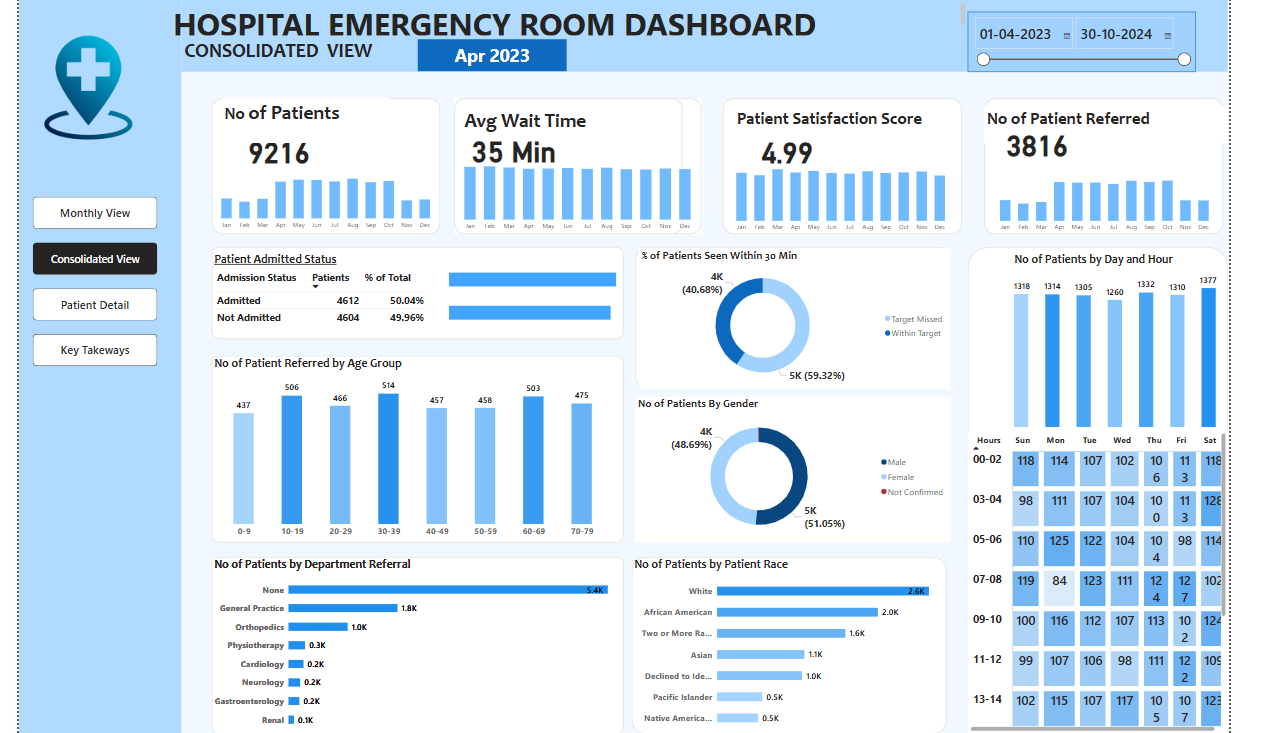 HOSPITAL EMERGENCY ROOM DASHBOARD
CONSOLIDATED VIEW
Apr 2023
01-04-2023 30-10-2024
Monthly View
Consolidated View
Patient Detail
Key Takeways
No of Patients
9216
Jan Feb Mar Apr May Jun Jul Aug Sep Oct Nov Dec
Avg Wait Time
35 Min
Jan Feb Mar Apr May Jun Jul Aug Sep Oct Nov Dec
Patient Satisfaction Score
4.99
Jan Feb Mar Apr May Jun Jul Aug Sep Oct Nov Dec
No of Patient Referred
3816
Jan Feb Mar Apr May Jun Jul Aug Sep Oct Nov Dec
Patient Admitted Status
Admission Status Patients % of Total
Admitted 4612 50.04%
Not Admitted 4604 49.96%
% of Patients Seen Within 30 Min
4K
(40.68%)
5K (59.32%)
Target Missed
Within Target
No of Patient Referred by Age Group
437 506 466 514 457 458 503 475
0-9 10-19 20-29 30-39 40-49 50-59 60-69 70-79
No of Patients By Gender
4K
(48.69%)
5K
(51.05%)
Male
Female
Not Confirmed
No of Patients by Department Referral
None 5.4K
General Practice 1.8K
Orthopedics 1.0K
Physiotherapy 0.3K
Cardiology 0.2K
Neurology 0.2K
Gastroenterology 0.2K
Renal 0.1K
No of Patients by Patient Race
White 2.6K
African American 2.0K
Two or More Ra... 1.6K
Asian 1.1K
Declined to Ide... 1.0K
Pacific Islander 0.5K
Native America... 0.5K
No of Patients by Day and Hour
1318 1314 1305 1260 1332 1310 1377
Hours Sun Mon Tue Wed Thu Fri Sat
00-02 118 114 107 102 106 113 118
03-04 98 111 107 104 100 113 128
05-06 110 125 122 104 104 98 114
07-08 119 84 123 111 124 127 102
09-10 100 116 112 107 113 102 124
11-12 99 107 106 98 111 122 109
13-14 102 115 107 117 105 107 123